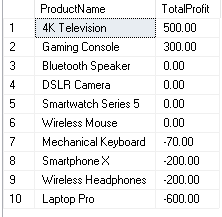 ProductName TotalProfit
1 4K Television 500.00
2 Gaming Console 300.00
3 Bluetooth Speaker 0.00
4 DSLR Camera 0.00
5 Smartwatch Series 5 0.00
6 Wireless Mouse 0.00
7 Mechanical Keyboard -70.00
8 Smartphone X -200.00
9 Wireless Headphones -200.00
10 Laptop Pro -600.00